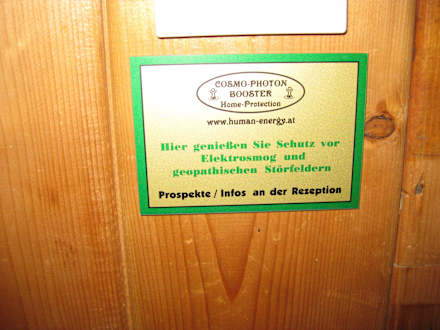 COSMO-PHOTON
BOOSTER
Home-Protection
www.human-energy.at
Hier genießen Sie Schutz vor
Elektrosmog und
geopathischen Störfeldern
Prospekte / Infos an der Rezeption